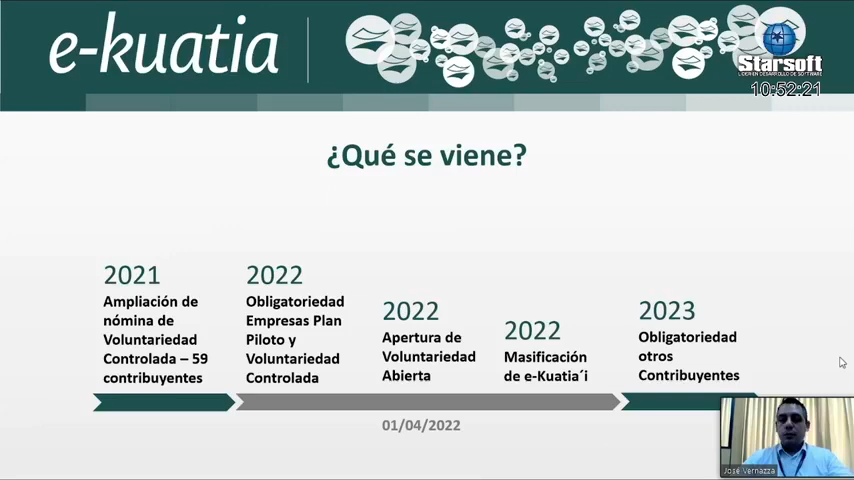 e-kuatia
Starsoft
LIDER EN DESARROLLO DE SOFTWARE
10:52:21
¿Qué se viene?
2021
Ampliación de
nómina de
Voluntariedad
Controlada – 59
contribuyentes
2022
Obligatoriedad
Empresas Plan
Piloto y
Voluntariedad
Controlada
2022
Apertura de
Voluntariedad
Abierta
2022
Masificación
de e-Kuatia´i
2023
Obligatoriedad
otros
Contribuyentes
01/04/2022
José Vernazza